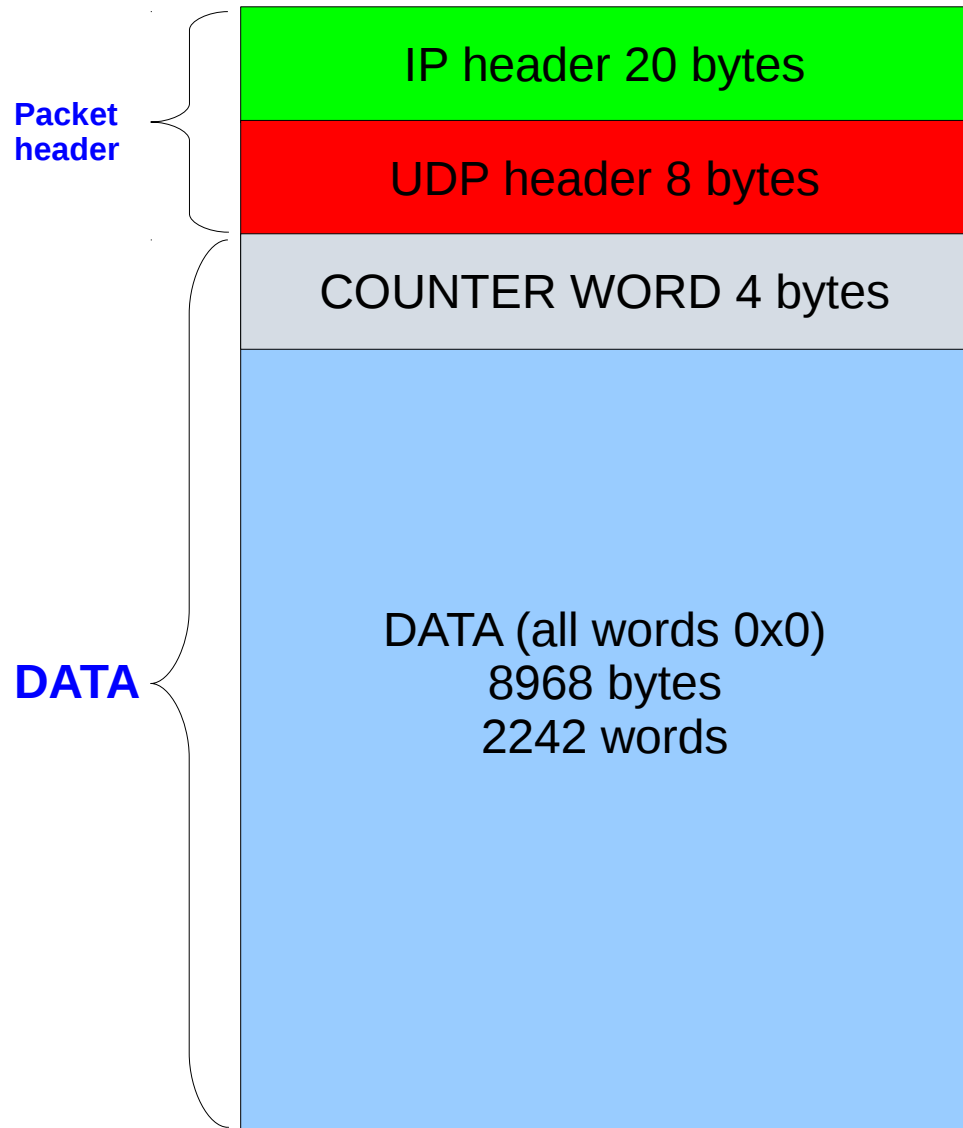 IP header 20 bytes
Packet
header
UDP header 8 bytes
COUNTER WORD 4 bytes
DATA (all words 0x0)
8968 bytes
2242 words
DATA